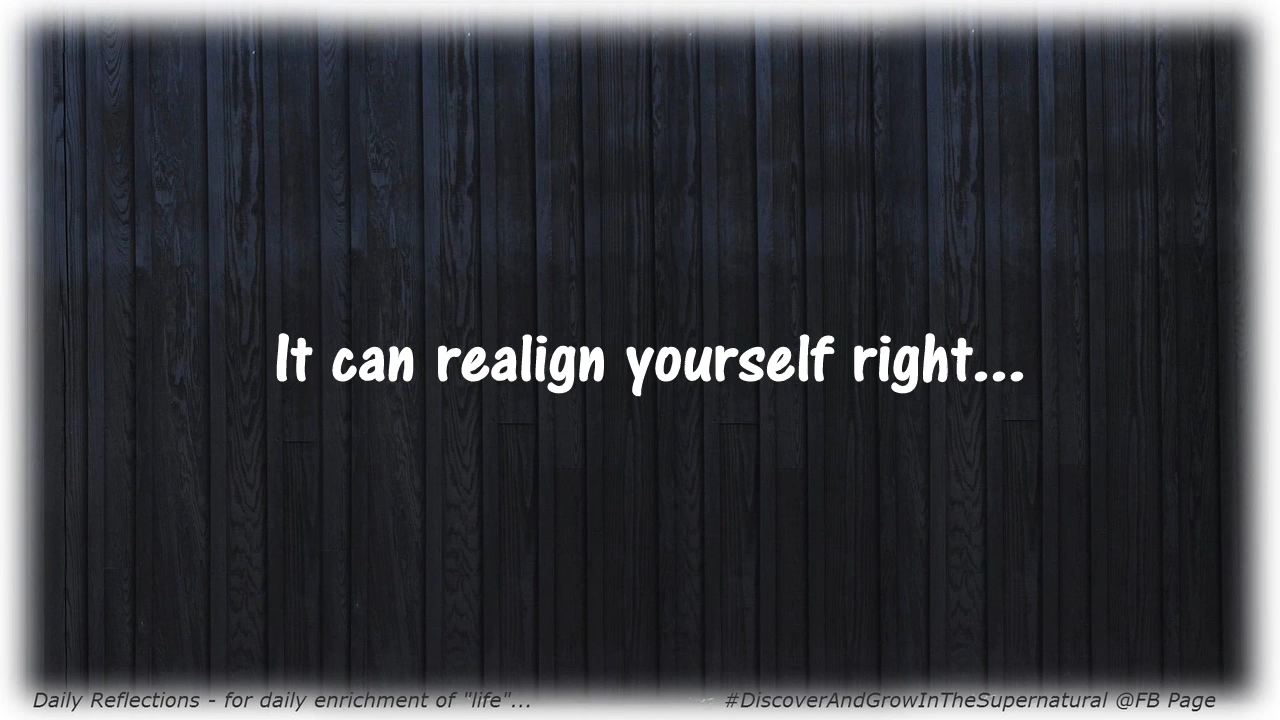 It can realign yourself right...
Daily Reflections - for daily enrichment of "life"...
#DiscoverAndGrowInTheSupernatural @FB Page